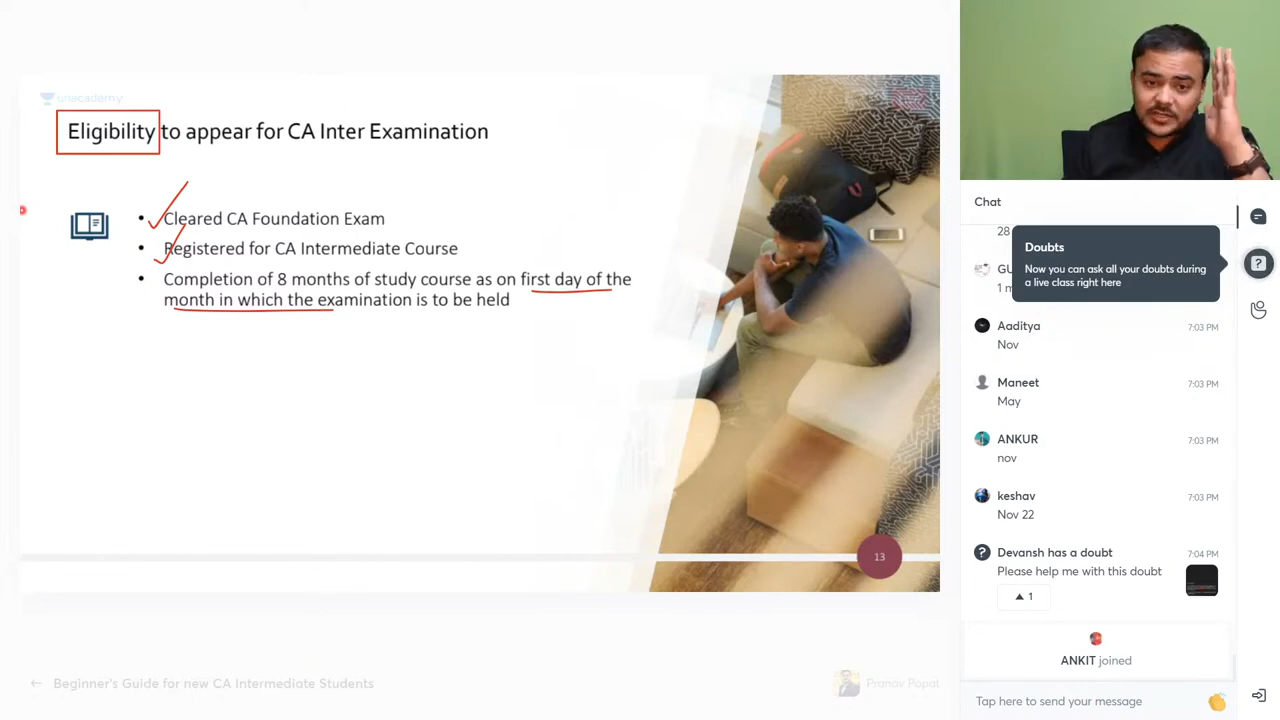 unacademy
Eligibility to appear for CA Inter Examination
• Cleared CA Foundation Exam
• Registered for CA Intermediate Course
• Completion of 8 months of study course as on first day of the
month in which the examination is to be held
13
← Beginner's Guide for new CA Intermediate Students
Pranav Popat
Chat
28
GU
1 m
Doubts
Now you can ask all your doubts during
a live class right here
Aaditya 7:03 PM
Nov
Maneet 7:03 PM
May
ANKUR 7:03 PM
nov
keshav 7:03 PM
Nov 22
? Devansh has a doubt 7:04 PM
Please help me with this doubt
▲ 1
ANKIT joined
Tap here to send your message